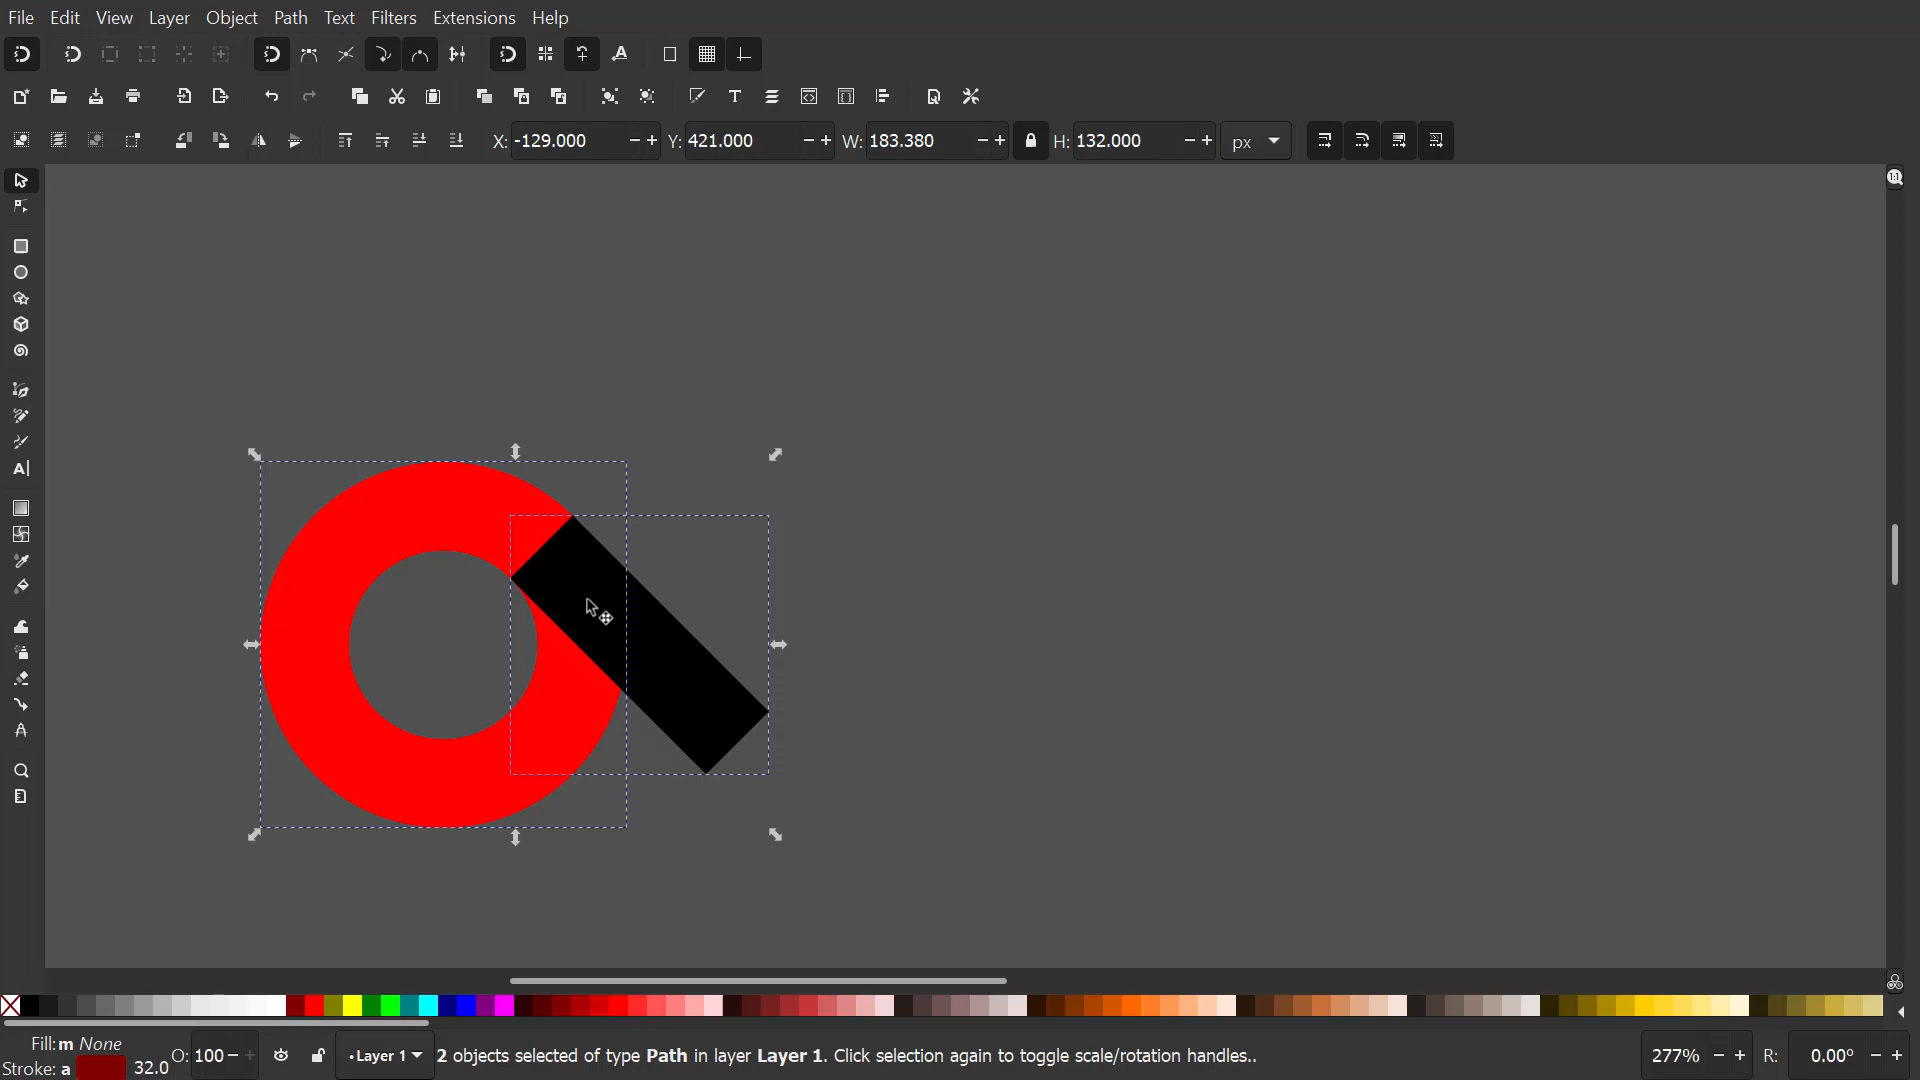 File Edit View Layer Object Path Text Filters Extensions Help
X: -129.000 Y: 421.000 W: 183.380 H: 132.000 px
Fill: m None
Stroke: a 32.0
O: 100
•Layer 1
2 objects selected of type Path in layer Layer 1. Click selection again to toggle scale/rotation handles..
277%
R: 0.00°